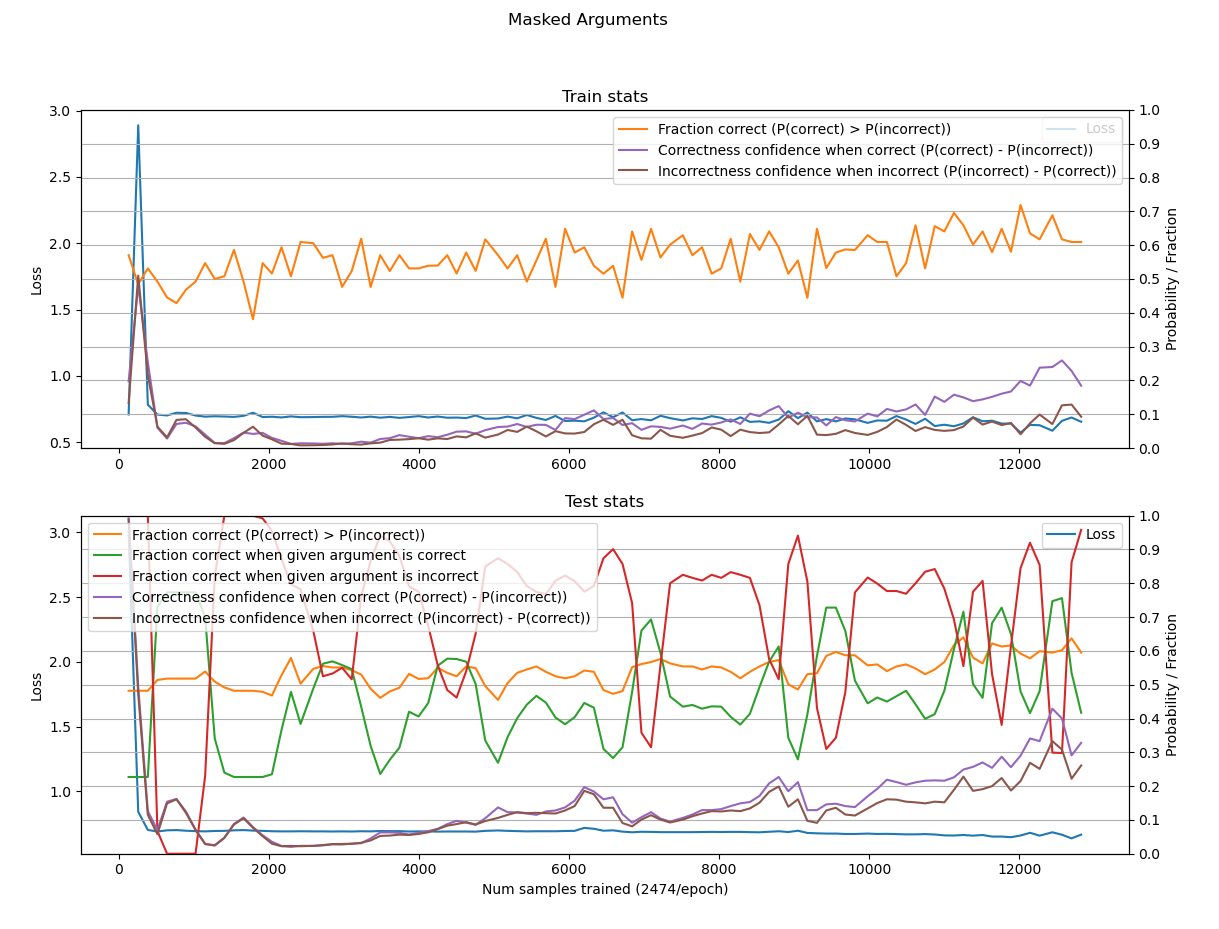 Masked Arguments
Train stats
Loss
3.0
2.5
2.0
1.5
1.0
0.5
Fraction correct (P(correct) > P(incorrect))
Correctness confidence when correct (P(correct) - P(incorrect))
Incorrectness confidence when incorrect (P(incorrect) - P(correct))
Loss
1.0
0.9
0.8
0.7
0.6
0.5
0.4
0.3
0.2
0.1
0.0
Probability / Fraction
0 2000 4000 6000 8000 10000 12000
Test stats
Loss
3.0
2.5
2.0
1.5
1.0
Fraction correct (P(correct) > P(incorrect))
Fraction correct when given argument is correct
Fraction correct when given argument is incorrect
Correctness confidence when correct (P(correct) - P(incorrect))
Incorrectness confidence when incorrect (P(incorrect) - P(correct))
Loss
1.0
0.9
0.8
0.7
0.6
0.5
0.4
0.3
0.2
0.1
0.0
Probability / Fraction
0 2000 4000 6000 8000 10000 12000
Num samples trained (2474/epoch)